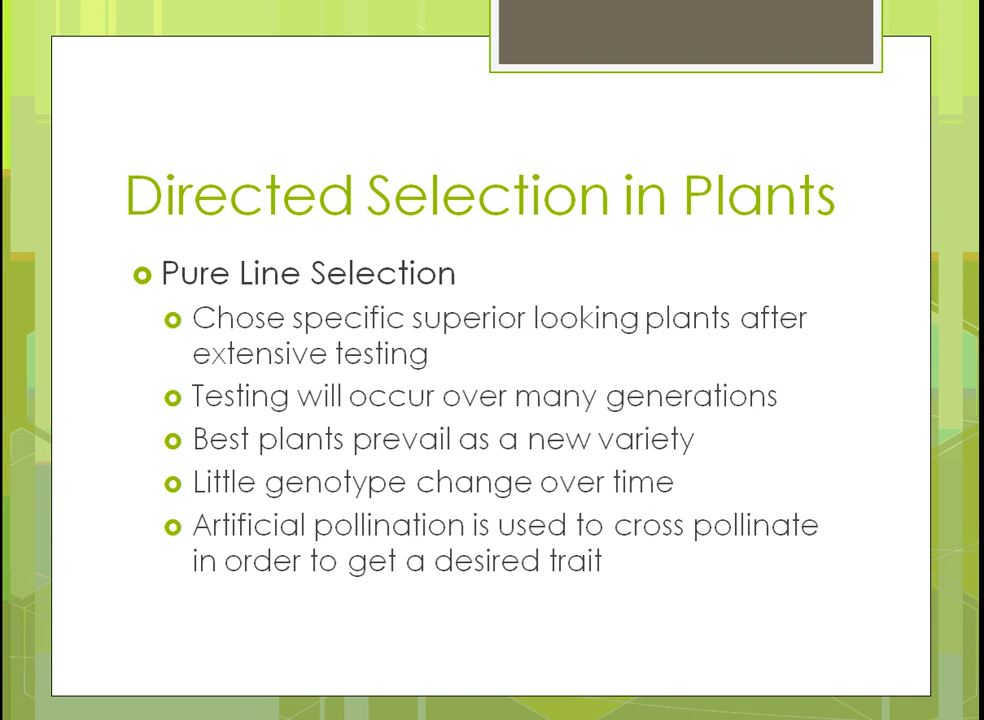 Directed Selection in Plants
Pure Line Selection
Chose specific superior looking plants after
extensive testing
Testing will occur over many generations
Best plants prevail as a new variety
Little genotype change over time
Artificial pollination is used to cross pollinate
in order to get a desired trait